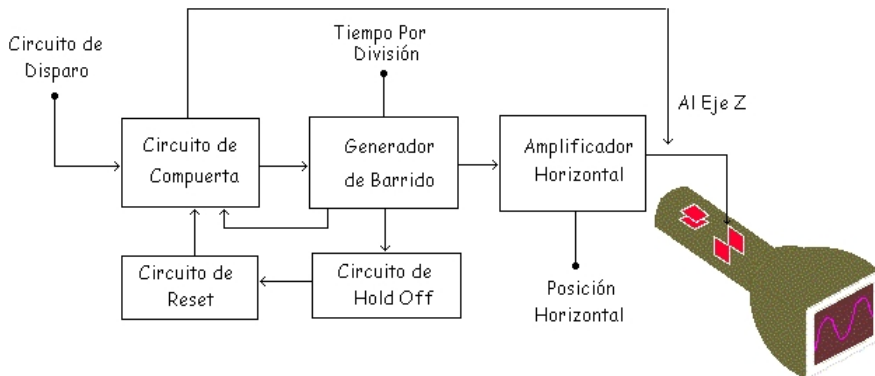 Circuito de
Disparo
Tiempo Por
División
Al Eje Z
Circuito de
Compuerta
Generador
de Barrido
Amplificador
Horizontal
Circuito de
Reset
Circuito de
Hold Off
Posición
Horizontal